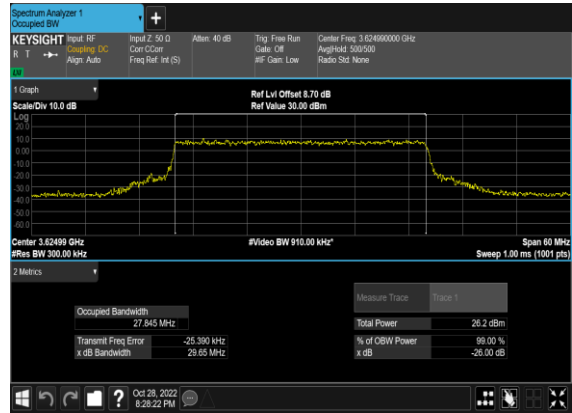 Spectrum Analyzer 1
Occupied BW
KEYSIGHT Input: RF Input Z: 50 Ω Atten: 40 dB Trig: Free Run Center Freq: 3.624990000 GHz
R T Coupling: DC Corr CCorr Gate: Off Avg|Hold: 500/500
Align: Auto Freq Ref: Int (S) #IF Gain: Low Radio Std: None
1 Graph
Ref Lvl Offset 8.70 dB
Scale/Div 10.0 dB Ref Value 30.00 dBm
Log
20.0
10.0
0.00
-10.0
-20.0
-30.0
-40.0
-50.0
-60.0
Center 3.62499 GHz #Video BW 910.00 kHz* Span 60 MHz
#Res BW 300.00 kHz Sweep 1.00 ms (1001 pts)
2 Metrics
Measure Trace Trace 1
Occupied Bandwidth
27.845 MHz Total Power 26.2 dBm
Transmit Freq Error -25.390 kHz % of OBW Power 99.00 %
x dB Bandwidth 29.65 MHz x dB -26.00 dB
Oct 28, 2022
8:28:22 PM